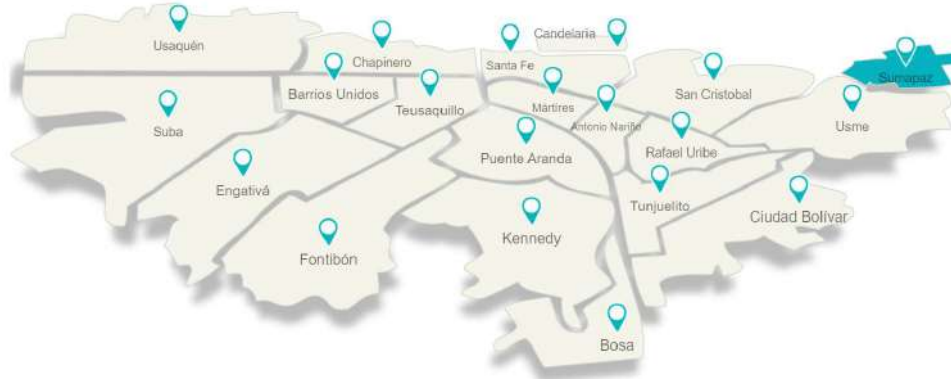 Usaquén
Candelaria
Chapinero
Santa Fe
Sumapaz
Barrios Unidos
San Cristobal
Teusaquillo
Mártires
Antonio Nariño
Usme
Suba
Puente Aranda
Rafael Uribe
Engativá
Tunjuelito
Ciudad Bolívar
Kennedy
Fontibón
Bosa